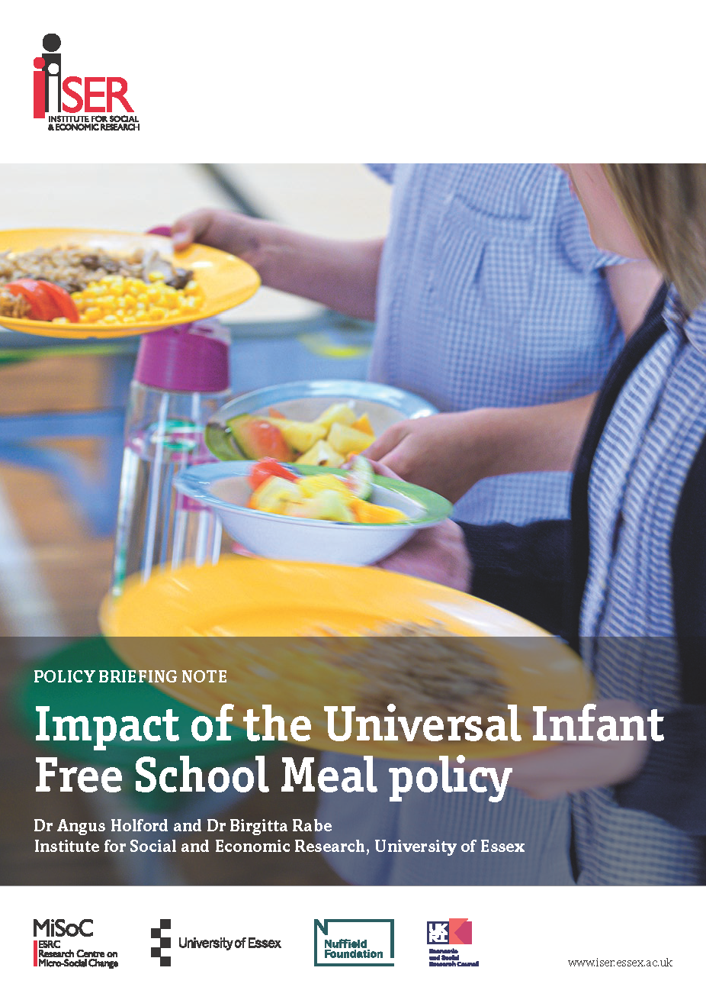 iiSER
INSTITUTE FOR SOCIAL
& ECONOMIC RESEARCH
POLICY BRIEFING NOTE
Impact of the Universal Infant
Free School Meal policy
Dr Angus Holford and Dr Birgitta Rabe
Institute for Social and Economic Research, University of Essex
MiSoC
ESRC
Research Centre on
Micro-Social Change
University of Essex
Nuffield
Foundation
UK
RI
Economic
and Social
Research Council
www.iser.essex.ac.uk